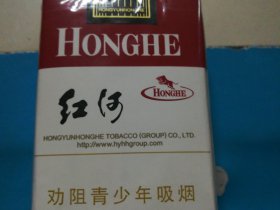 HONGYUNHONGHE
HONGHE
红河
HONGHE
HONGYUNHONGHE TOBACCO (GROUP) CO., LTD.
http://www.hyhhgroup.com
劝阻青少年吸烟